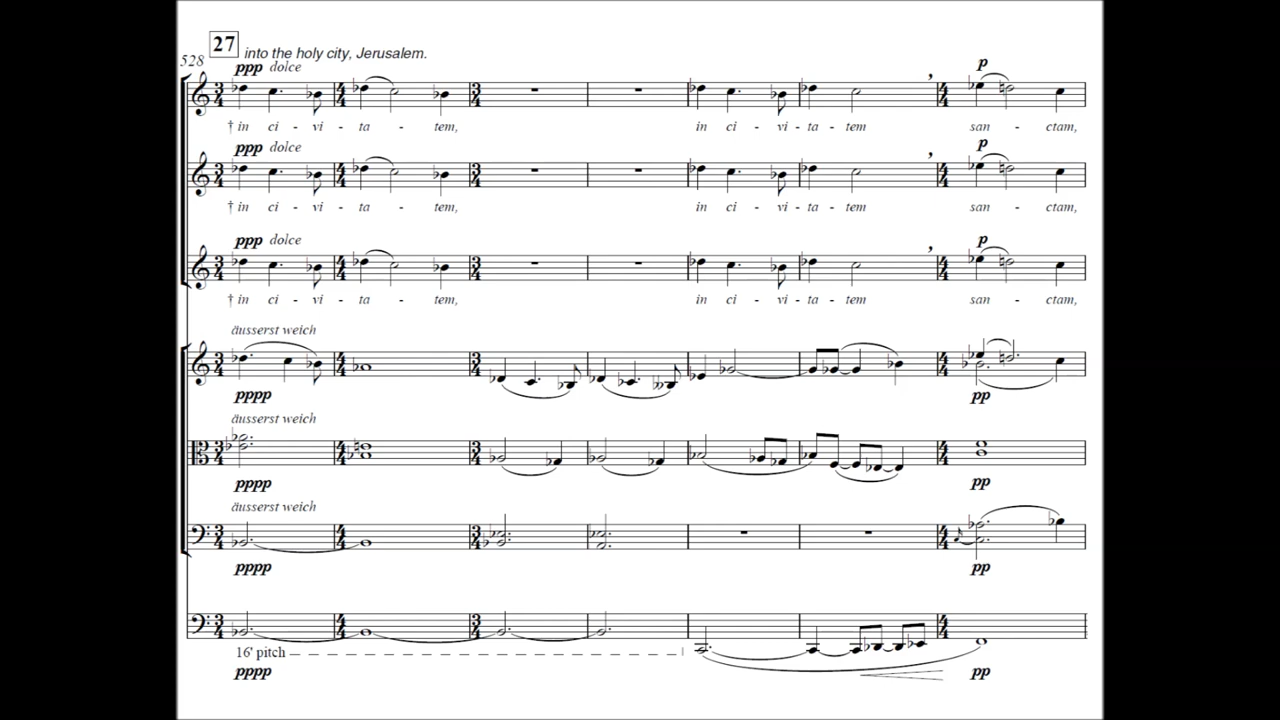 27 into the holy city, Jerusalem.
528
ppp dolce p
† in ci - vi - ta - tem, in ci - vi - ta - tem san - ctam,
ppp dolce p
† in ci - vi - ta - tem, in ci - vi - ta - tem san - ctam,
ppp dolce p
† in ci - vi - ta - tem, in ci - vi - ta - tem san - ctam,
äusserst weich
pppp pp
äusserst weich
pppp pp
äusserst weich
pppp pp
16' pitch
pppp pp